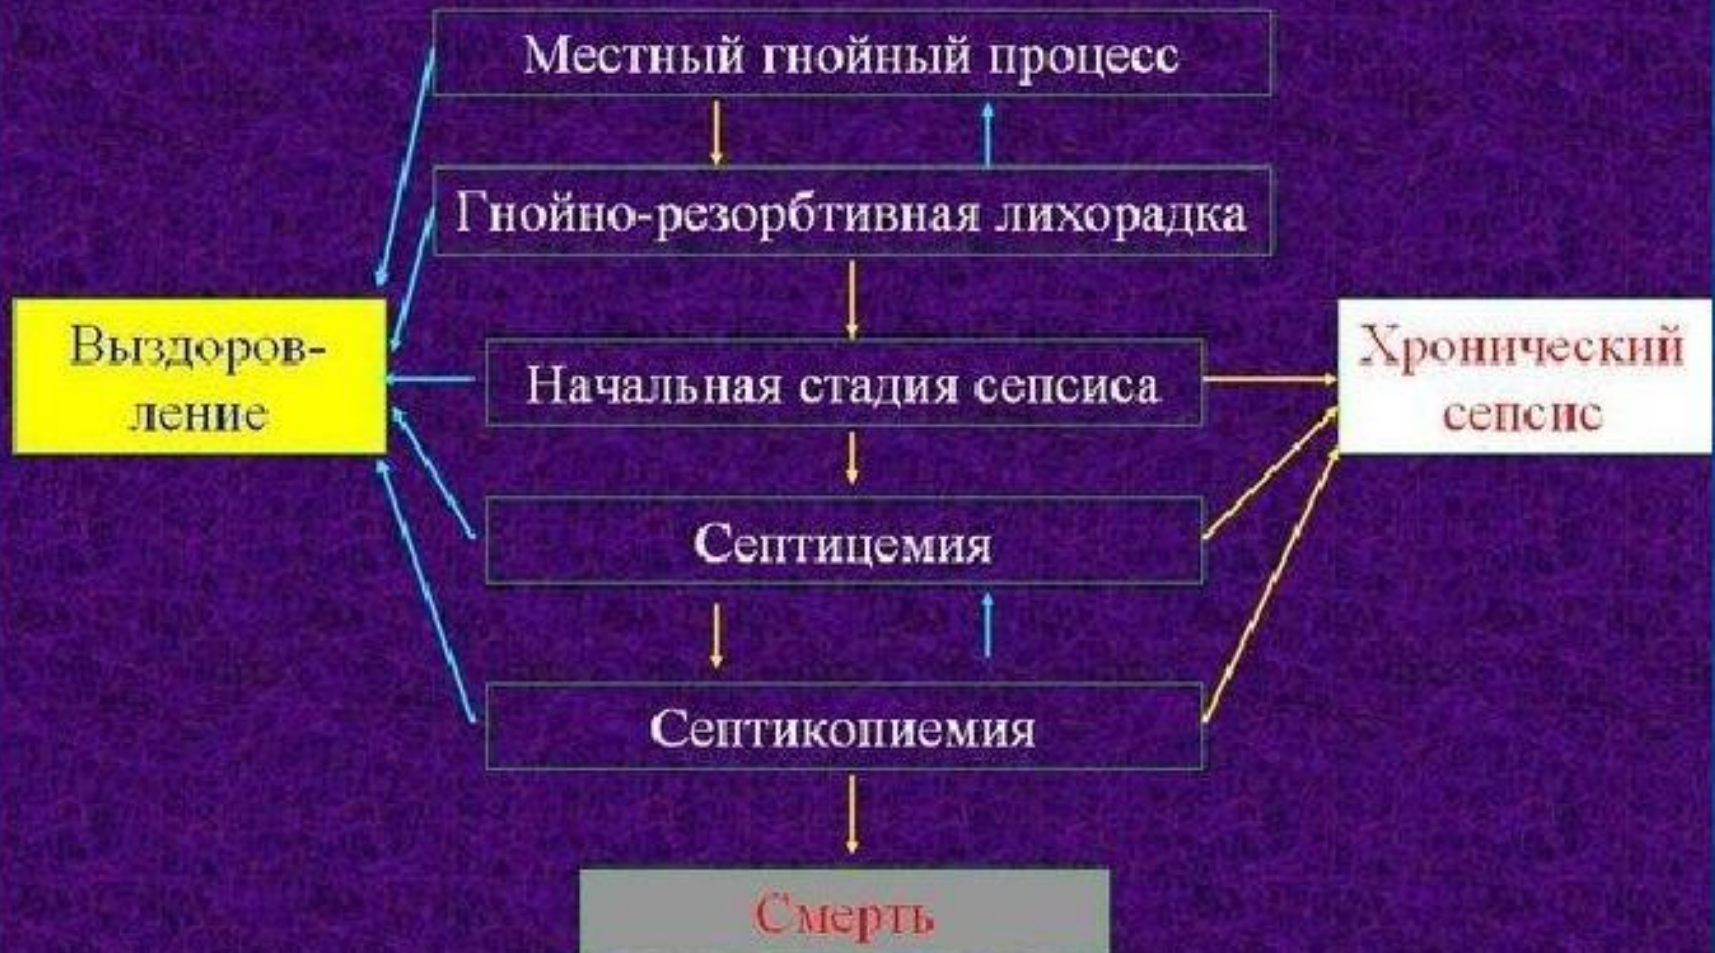 Местный гнойный процесс
Гнойно-резорбтивная лихорадка
Выздоров-
ление
Начальная стадия сепсиса
Хронический
сепсис
Септицемия
Септикопиемия
Смерть